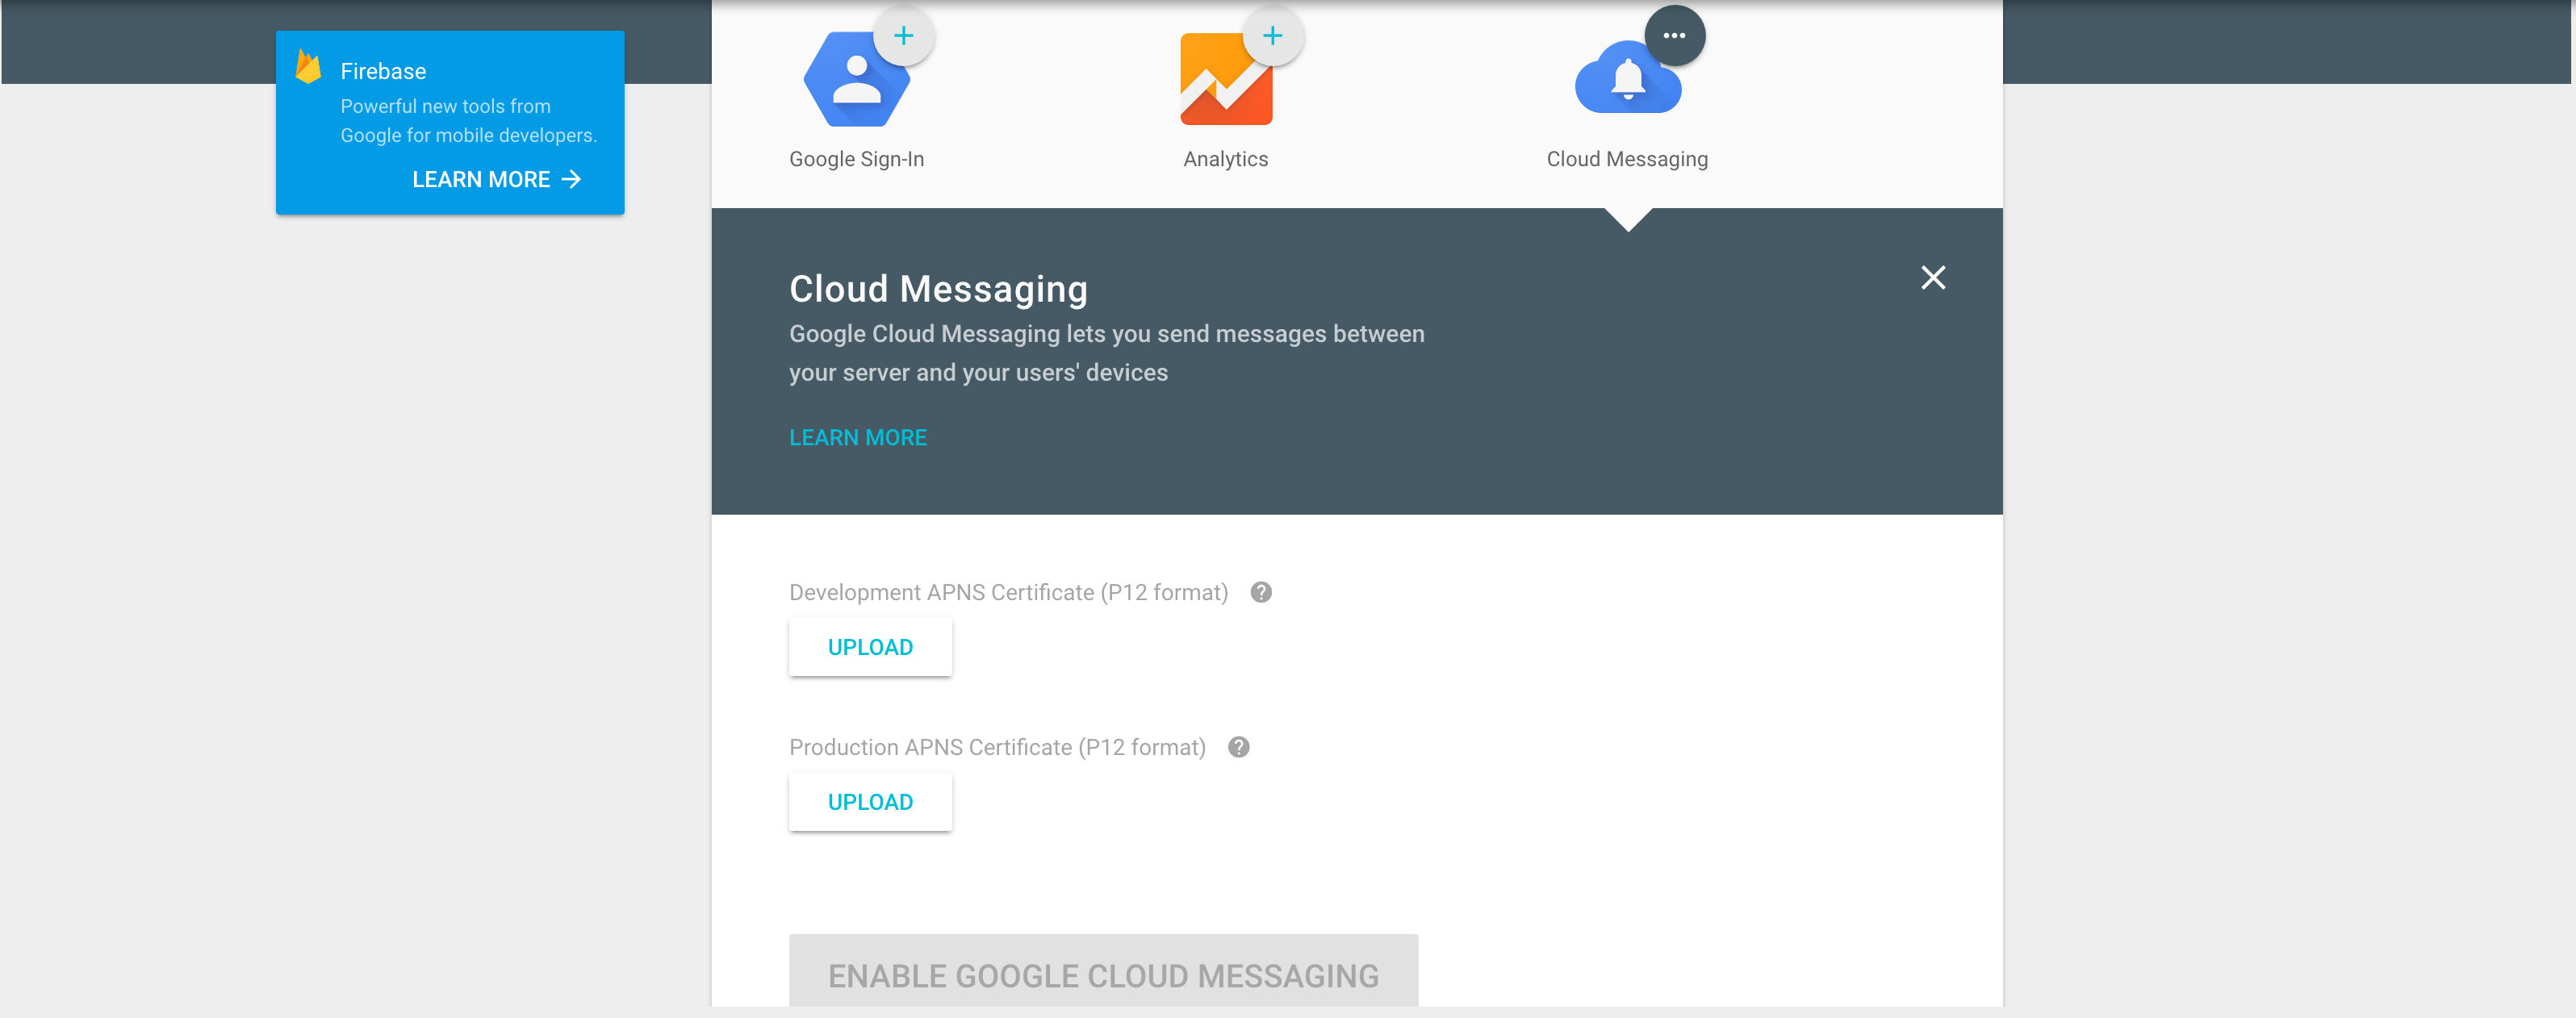 Firebase
Powerful new tools from
Google for mobile developers.
LEARN MORE
Google Sign-In
Analytics
Cloud Messaging
Cloud Messaging
Google Cloud Messaging lets you send messages between
your server and your users' devices
LEARN MORE
Development APNS Certificate (P12 format)
UPLOAD
Production APNS Certificate (P12 format)
UPLOAD
ENABLE GOOGLE CLOUD MESSAGING